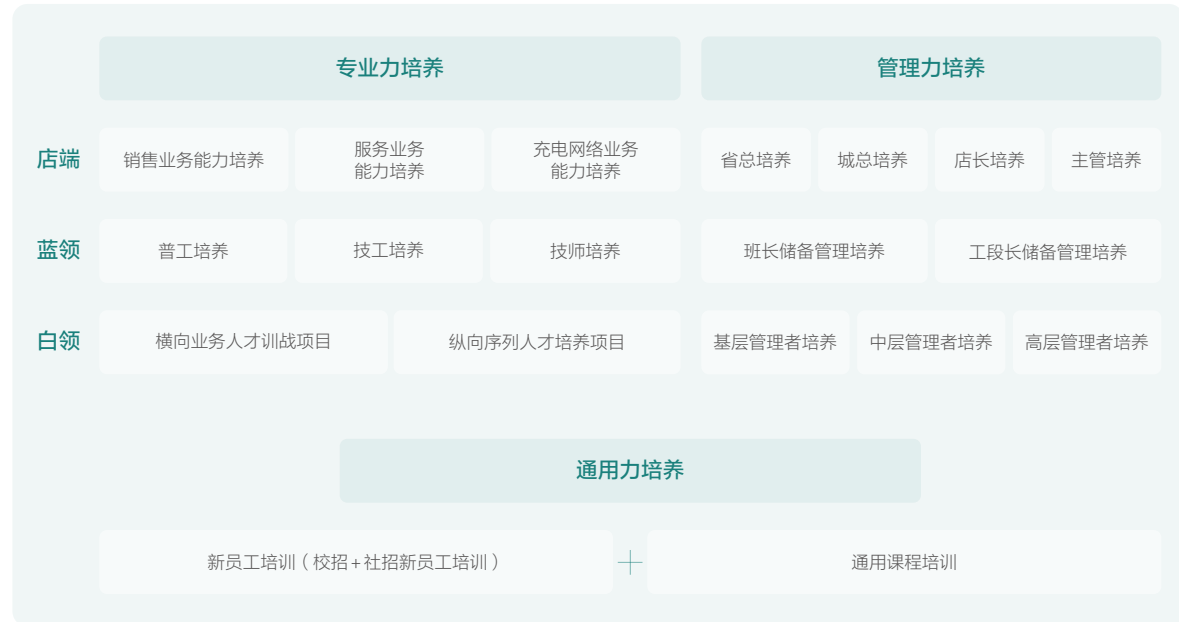 专业力培养
管理力培养
店端
销售业务能力培养
服务业务
能力培养
充电网络业务
能力培养
省总培养
城总培养
店长培养
主管培养
蓝领
普工培养
技工培养
技师培养
班长储备管理培养
工段长储备管理培养
白领
横向业务人才训战项目
纵向序列人才培养项目
基层管理者培养
中层管理者培养
高层管理者培养
通用力培养
新员工培训（校招+社招新员工培训）
+
通用课程培训